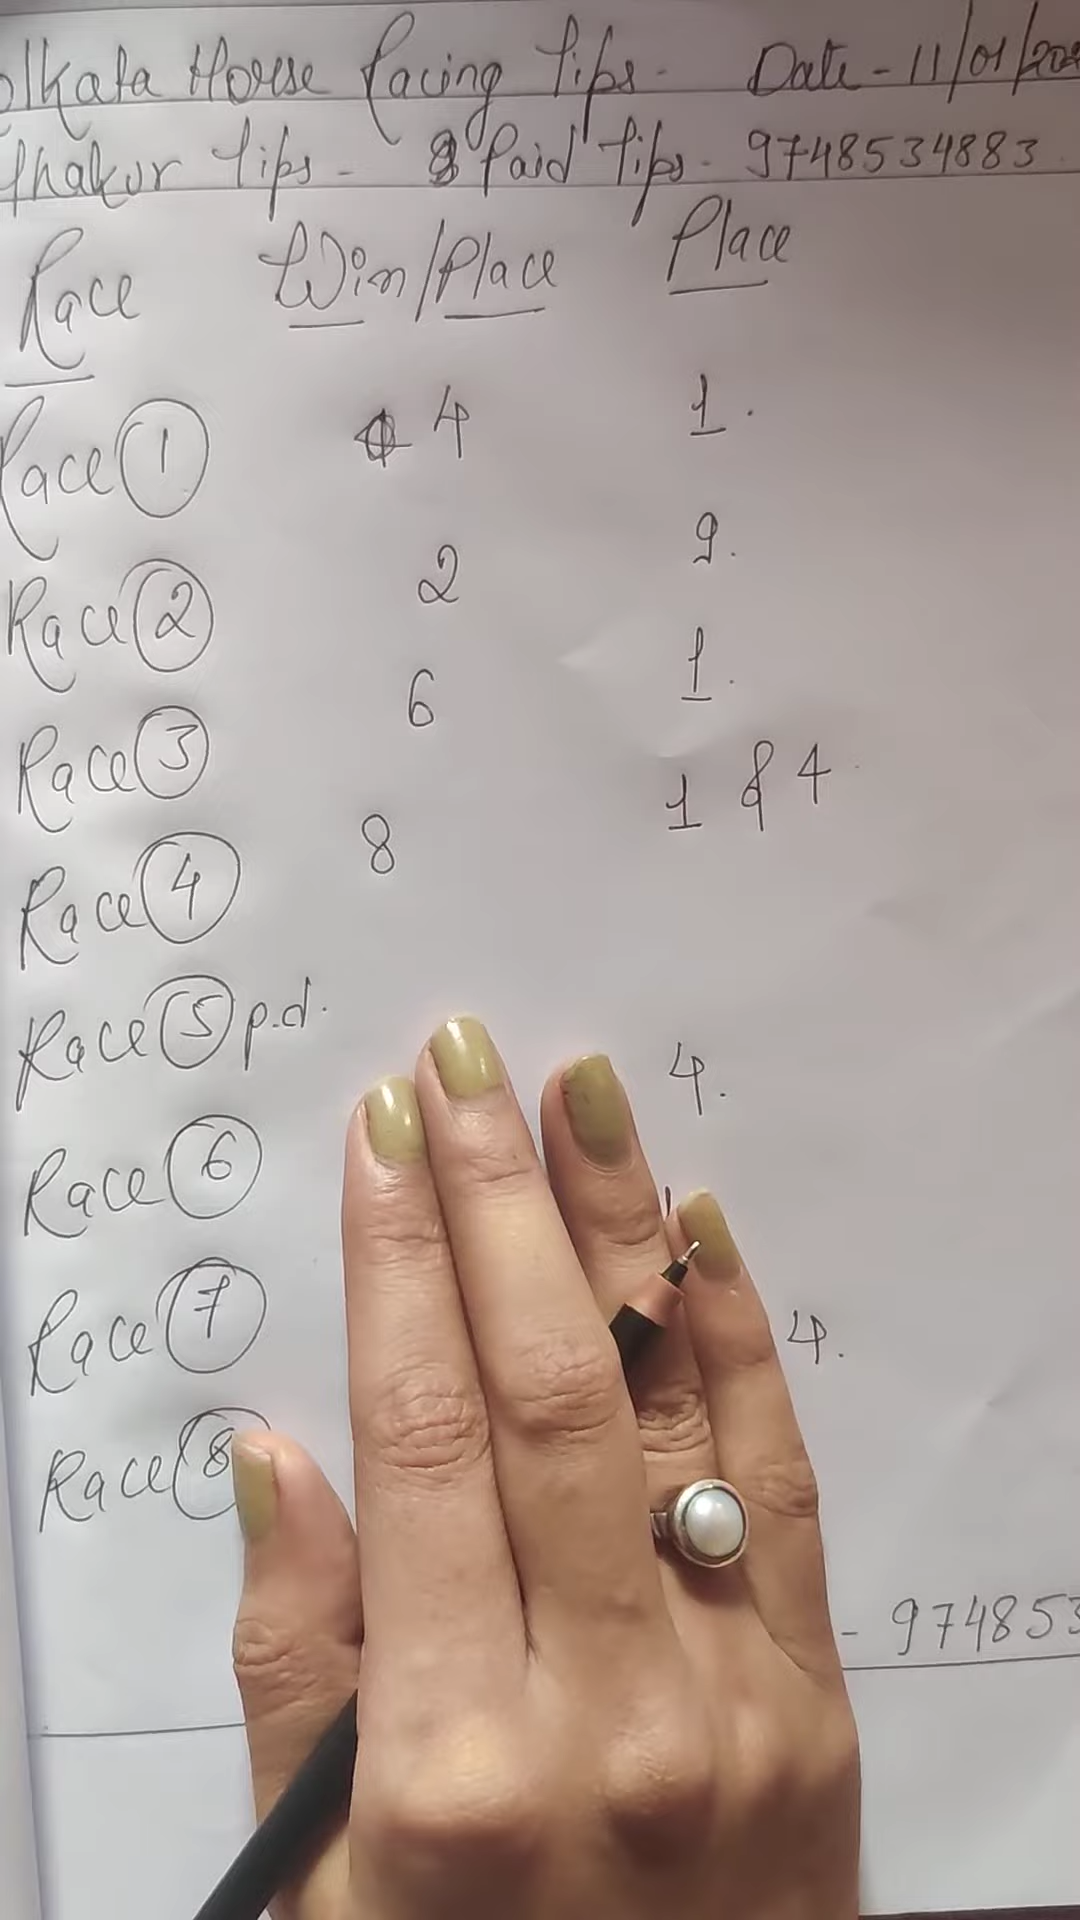 olkata Horse Racing Tips- Date - 11/01/202
Thakur Tips - & Paid Tips- 9748534883
Race Win/Place Place
Race 1 4 1.
Race 2 2 9.
Race 3 6 1.
Race 4 8 1 & 4
Race 5 p.d.
Race 6 4.
Race 7 4.
Race 8
- 974853